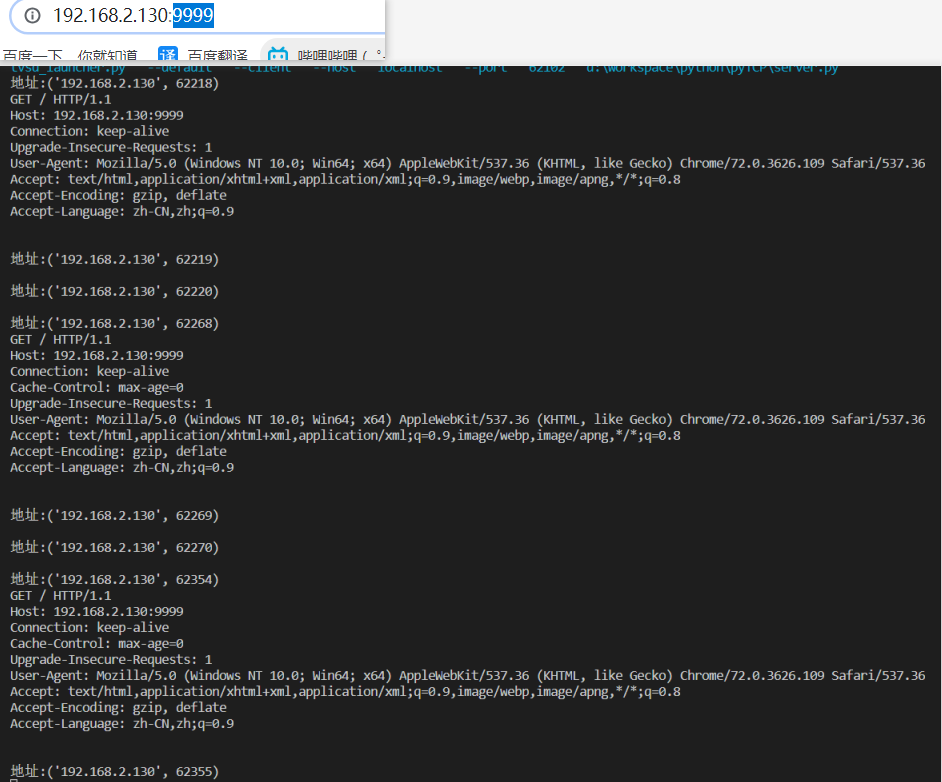 192.168.2.130:9999
百度一下，你就知道 译 百度翻译 哔哩哔哩 (
tvsd_launcher.py --default --client --host localhost --port 62102 d:\workspace\python\pyTCP\server.py
地址:('192.168.2.130', 62218)
GET / HTTP/1.1
Host: 192.168.2.130:9999
Connection: keep-alive
Upgrade-Insecure-Requests: 1
User-Agent: Mozilla/5.0 (Windows NT 10.0; Win64; x64) AppleWebKit/537.36 (KHTML, like Gecko) Chrome/72.0.3626.109 Safari/537.36
Accept: text/html,application/xhtml+xml,application/xml;q=0.9,image/webp,image/apng,*/*;q=0.8
Accept-Encoding: gzip, deflate
Accept-Language: zh-CN,zh;q=0.9
地址:('192.168.2.130', 62219)
地址:('192.168.2.130', 62220)
地址:('192.168.2.130', 62268)
GET / HTTP/1.1
Host: 192.168.2.130:9999
Connection: keep-alive
Cache-Control: max-age=0
Upgrade-Insecure-Requests: 1
User-Agent: Mozilla/5.0 (Windows NT 10.0; Win64; x64) AppleWebKit/537.36 (KHTML, like Gecko) Chrome/72.0.3626.109 Safari/537.36
Accept: text/html,application/xhtml+xml,application/xml;q=0.9,image/webp,image/apng,*/*;q=0.8
Accept-Encoding: gzip, deflate
Accept-Language: zh-CN,zh;q=0.9
地址:('192.168.2.130', 62269)
地址:('192.168.2.130', 62270)
地址:('192.168.2.130', 62354)
GET / HTTP/1.1
Host: 192.168.2.130:9999
Connection: keep-alive
Cache-Control: max-age=0
Upgrade-Insecure-Requests: 1
User-Agent: Mozilla/5.0 (Windows NT 10.0; Win64; x64) AppleWebKit/537.36 (KHTML, like Gecko) Chrome/72.0.3626.109 Safari/537.36
Accept: text/html,application/xhtml+xml,application/xml;q=0.9,image/webp,image/apng,*/*;q=0.8
Accept-Encoding: gzip, deflate
Accept-Language: zh-CN,zh;q=0.9
地址:('192.168.2.130', 62355)